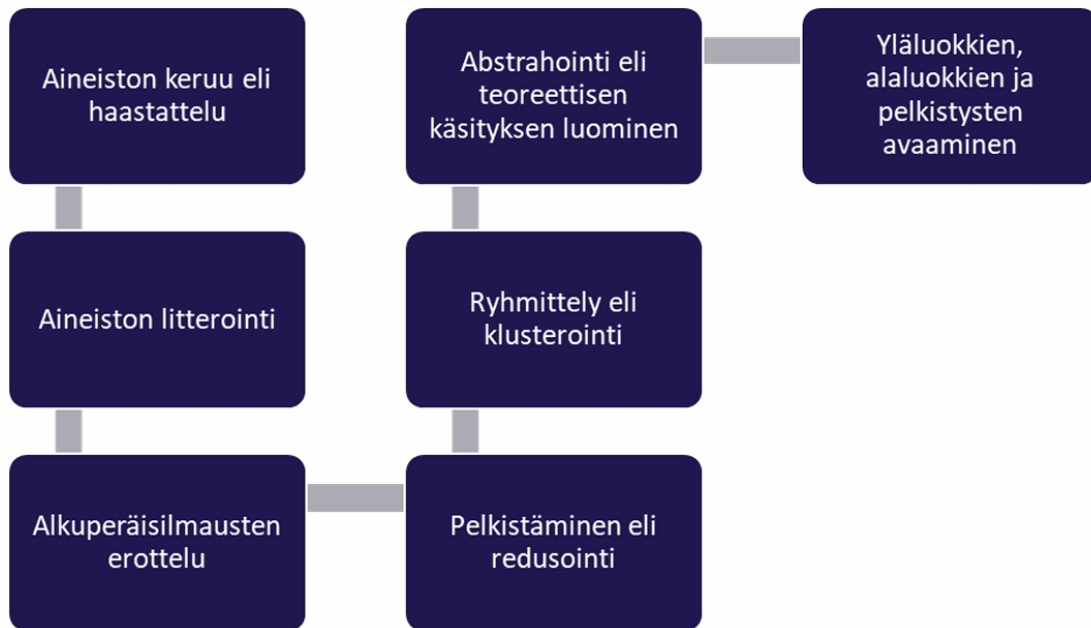 Aineiston keruu eli
haastattelu
Aineiston litterointi
Alkuperäisilmausten
erottelu
Pelkistäminen eli
redusointi
Ryhmittely eli
klusterointi
Abstrahointi eli
teoreettisen
käsityksen luominen
Yläluokkien,
alaluokkien ja
pelkistysten
avaaminen